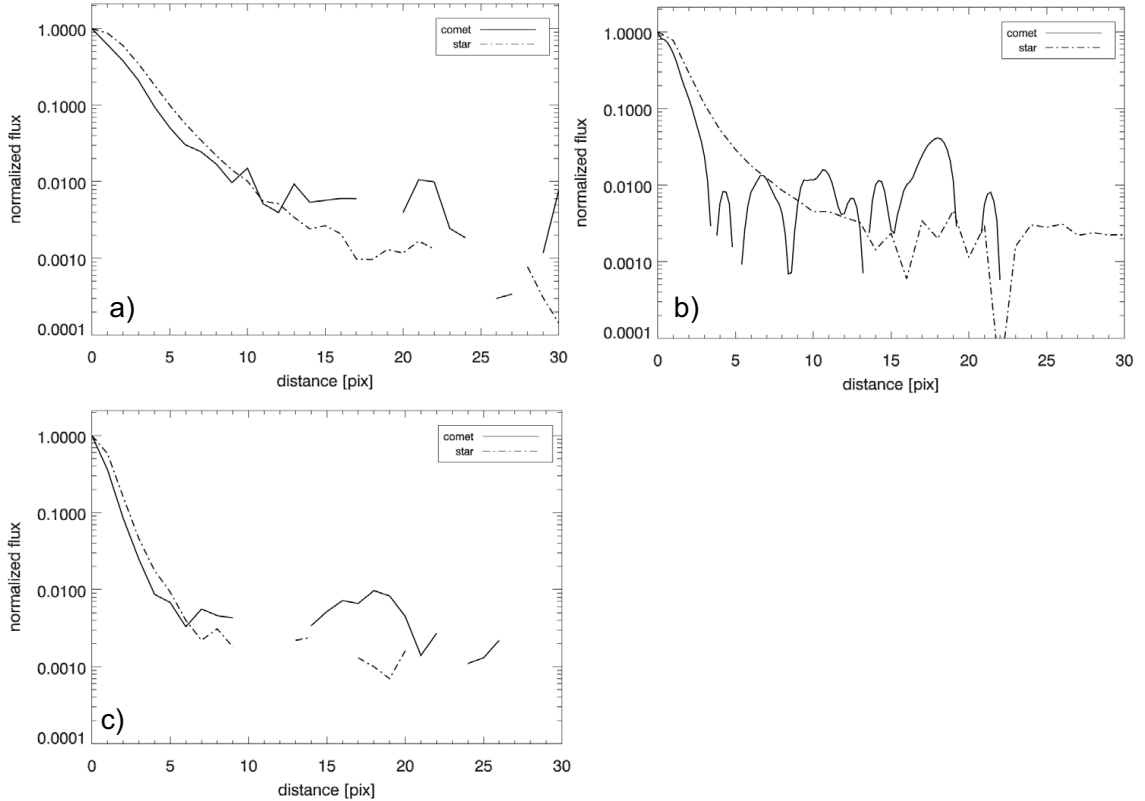 comet
star
normalized flux
1.0000
0.1000
0.0100
0.0010
0.0001
a)
0 5 10 15 20 25 30
distance [pix]
comet
star
normalized flux
1.0000
0.1000
0.0100
0.0010
0.0001
b)
0 5 10 15 20 25 30
distance [pix]
comet
star
normalized flux
1.0000
0.1000
0.0100
0.0010
0.0001
c)
0 5 10 15 20 25 30
distance [pix]